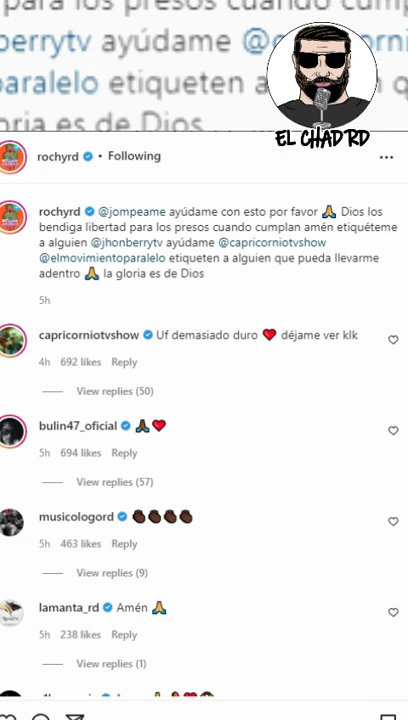 para los presos cuando cump
berrytv ayúdame @c
paralelo etiqueten a
loria es de Dios
EL CHAD RD
rochyrd • Following
rochyrd @jompeame ayúdame con esto por favor 🙏 Dios los
bendiga libertad para los presos cuando cumplan amén etiquéteme
a alguien @jhonberrytv ayúdame @capricorniotvshow
@elmovimientoparalelo etiqueten a alguien que pueda llevarme
adentro 🙏 la gloria es de Dios
5h
capricorniotvshow Uf demasiado duro ❤️ déjame ver klk
4h 692 likes Reply
View replies (50)
bulin47_oficial 🙏🏿❤️
5h 694 likes Reply
View replies (57)
musicologord 👏🏿👏🏿👏🏿👏🏿
5h 463 likes Reply
View replies (9)
lamanta_rd Amén 🙏
5h 238 likes Reply
View replies (1)